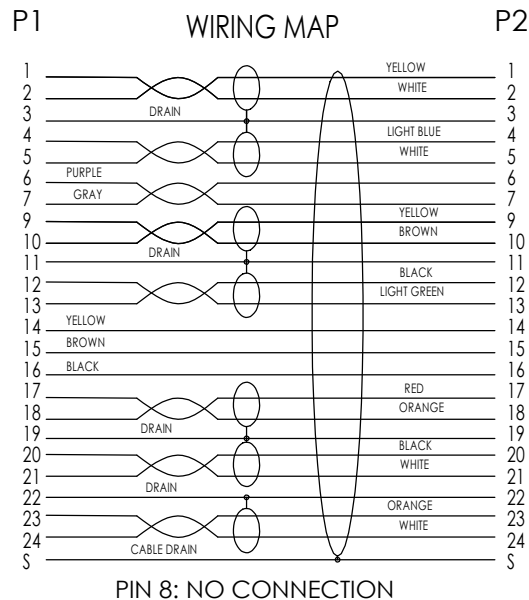 P1 WIRING MAP P2
1 YELLOW 1
2 WHITE 2
3 DRAIN 3
4 LIGHT BLUE 4
5 WHITE 5
6 PURPLE 6
7 GRAY 7
9 YELLOW 9
10 BROWN 10
11 DRAIN 11
12 BLACK 12
13 LIGHT GREEN 13
14 YELLOW 14
15 BROWN 15
16 BLACK 16
17 RED 17
18 ORANGE 18
19 DRAIN 19
20 BLACK 20
21 WHITE 21
22 DRAIN 22
23 ORANGE 23
24 WHITE 24
S CABLE DRAIN S
PIN 8: NO CONNECTION